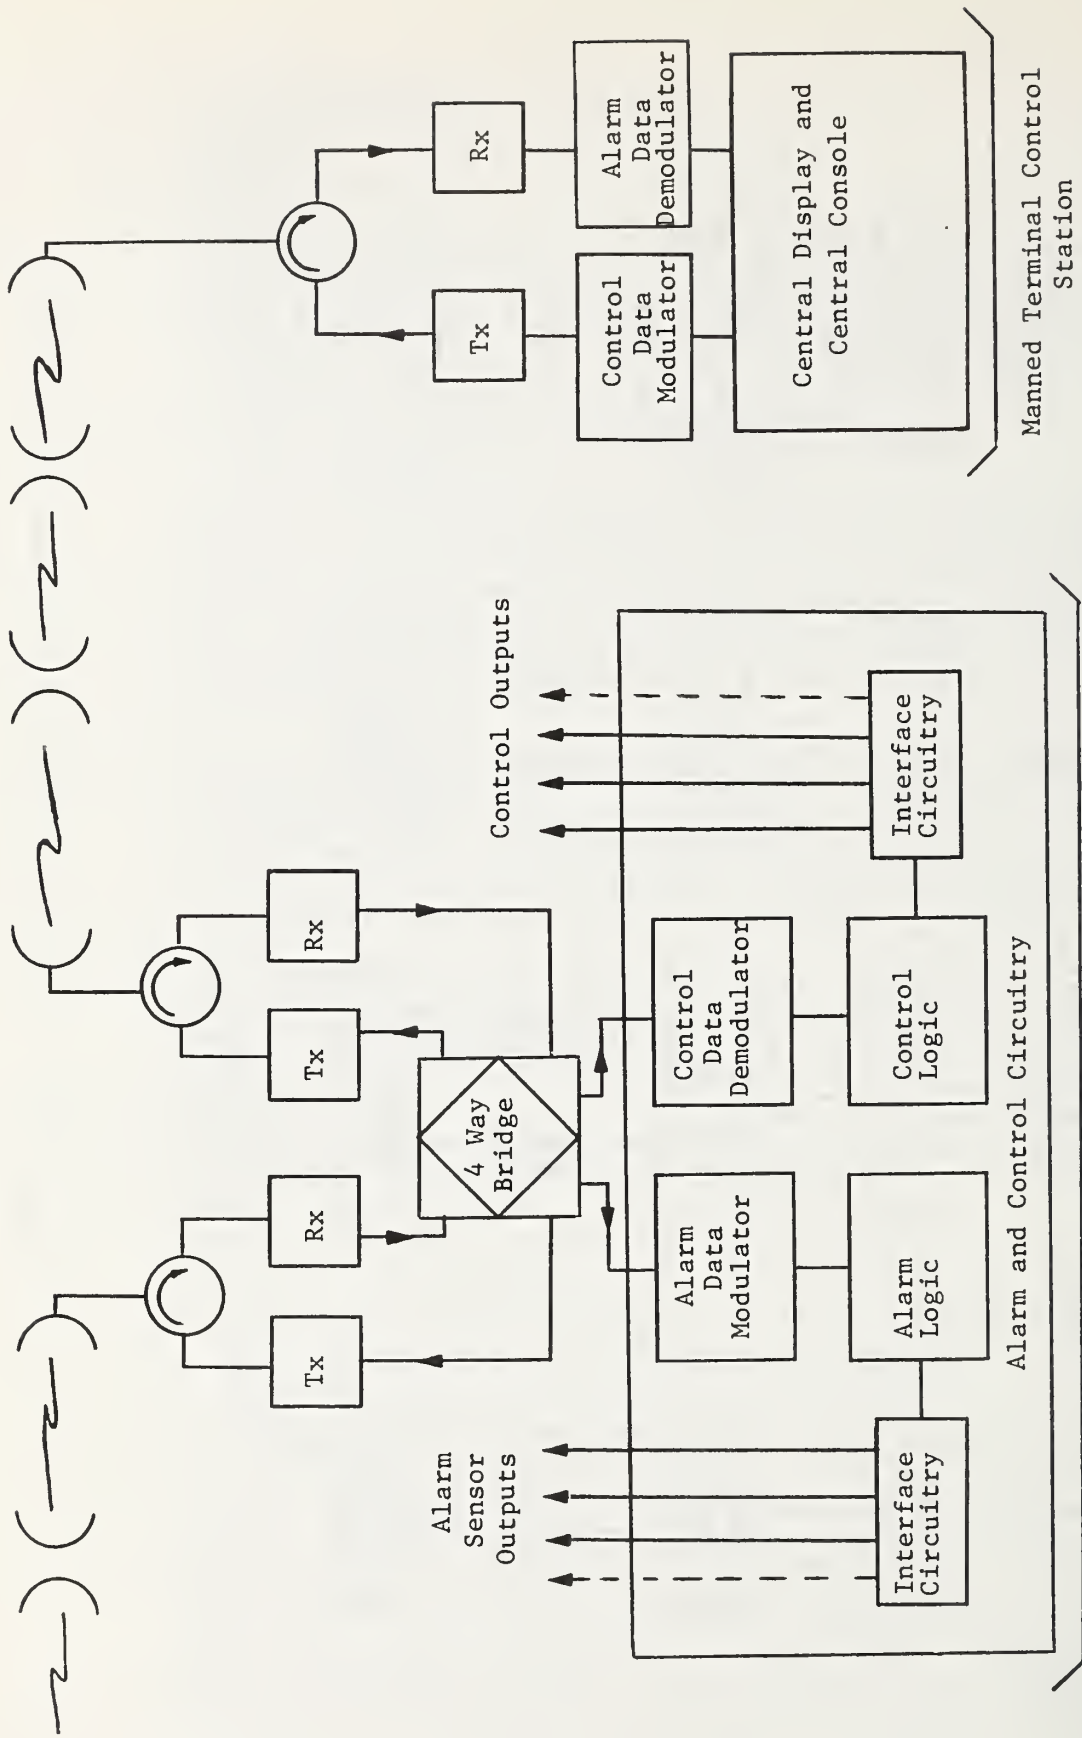 Tx
Rx
Tx
Rx
4 Way
Bridge
Alarm
Sensor
Outputs
Control Outputs
Alarm
Data
Modulator
Control
Data
Demodulator
Interface
Circuitry
Alarm
Logic
Control
Logic
Interface
Circuitry
Alarm and Control Circuitry
Tx
Rx
Control
Data
Modulator
Alarm
Data
Demodulator
Central Display and
Central Console
Manned Terminal Control
Station